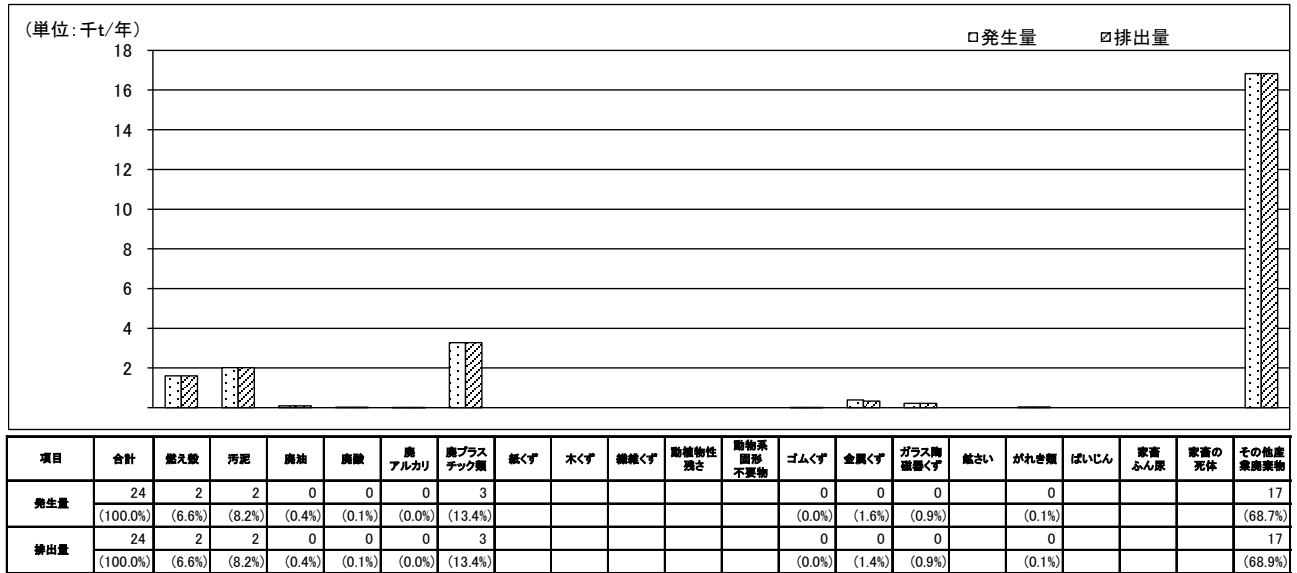 (単位:千t/年)
□発生量 ▨排出量
18
16
14
12
10
8
6
4
2
項目 合計 燃え殻 汚泥 廃油 廃酸 廃アルカリ 廃プラスチック類 紙くず 木くず 繊維くず 動植物性残さ 動物系固形不要物 ゴムくず 金属くず ガラス陶磁器くず 鉱さい がれき類 ばいじん 家畜ふん尿 家畜の死体 その他産業廃棄物
発生量 24 2 2 0 0 0 3 0 0 0 0 17
(100.0%) (6.6%) (8.2%) (0.4%) (0.1%) (0.0%) (13.4%) (0.0%) (1.6%) (0.9%) (0.1%) (68.7%)
排出量 24 2 2 0 0 0 3 0 0 0 0 17
(100.0%) (6.6%) (8.2%) (0.4%) (0.1%) (0.0%) (13.4%) (0.0%) (1.4%) (0.9%) (0.1%) (68.9%)